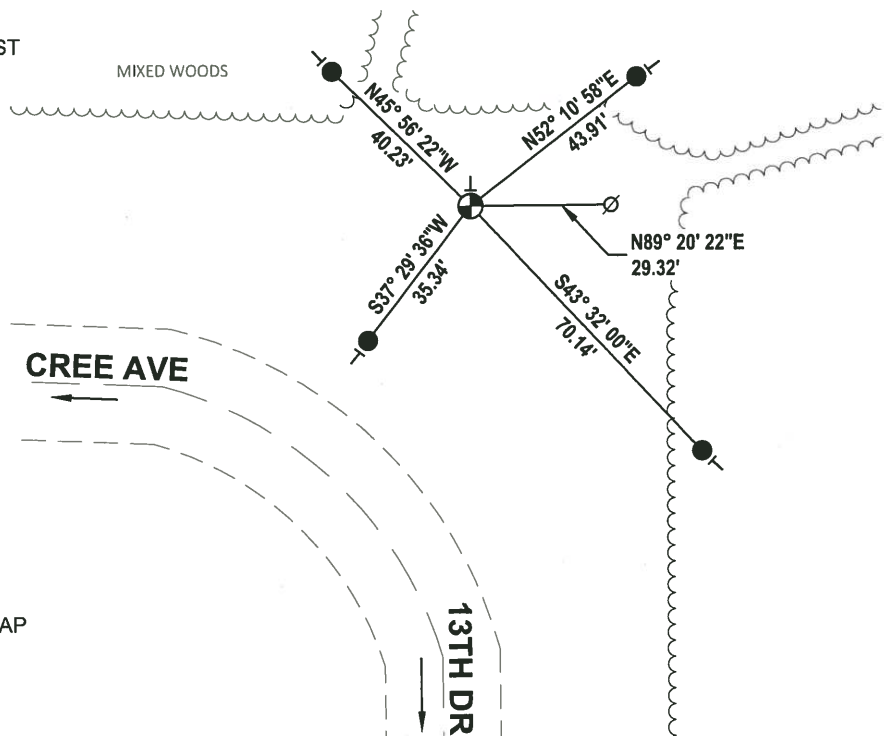 ST
MIXED WOODS
N45° 56' 22"W
40.23'
N52° 10' 58"E
43.91'
N89° 20' 22"E
29.32'
S37° 29' 36"W
35.34'
S43° 32' 00"E
70.14'
CREE AVE
13TH DR
AP